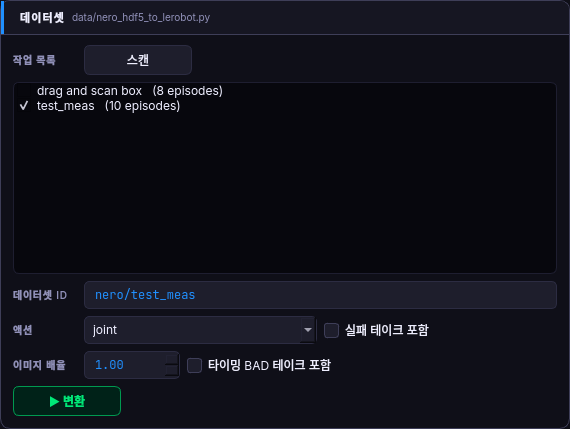 데이터셋 data/nero_hdf5_to_lerobot.py
작업 목록 스캔
drag and scan box (8 episodes)
✓ test_meas (10 episodes)
데이터셋 ID nero/test_meas
액션 joint 실패 테이크 포함
이미지 배율 1.00 타이밍 BAD 테이크 포함
▶ 변환